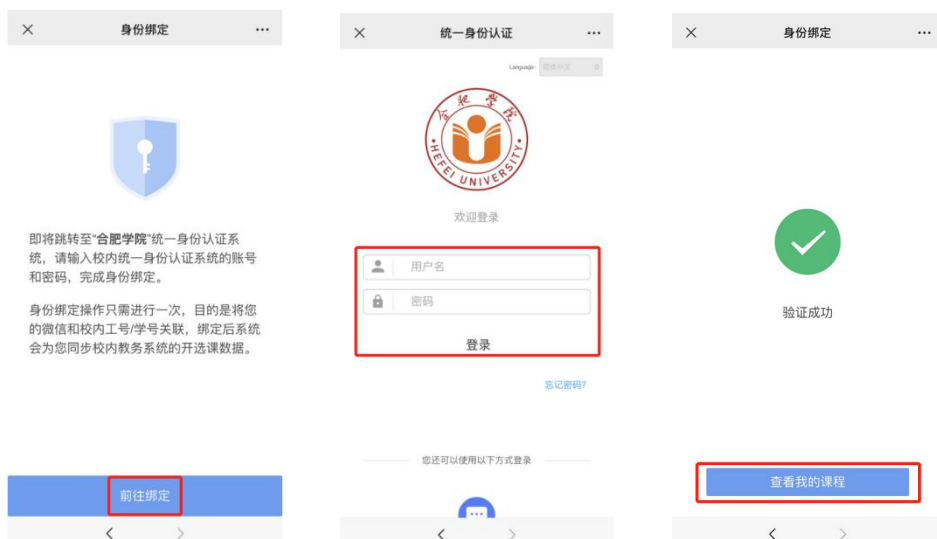 身份绑定
即将跳转至“合肥学院”统一身份认证系
统，请输入校内统一身份认证系统的账号
和密码，完成身份绑定。
身份绑定操作只需进行一次，目的是将您
的微信和校内工号/学号关联，绑定后系统
会为您同步校内教务系统的开选课数据。
前往绑定
统一身份认证
Language:
简体中文
合肥学院
HEFEI UNIVERSITY
欢迎登录
用户名
密码
登录
忘记密码?
您还可以使用以下方式登录
身份绑定
验证成功
查看我的课程